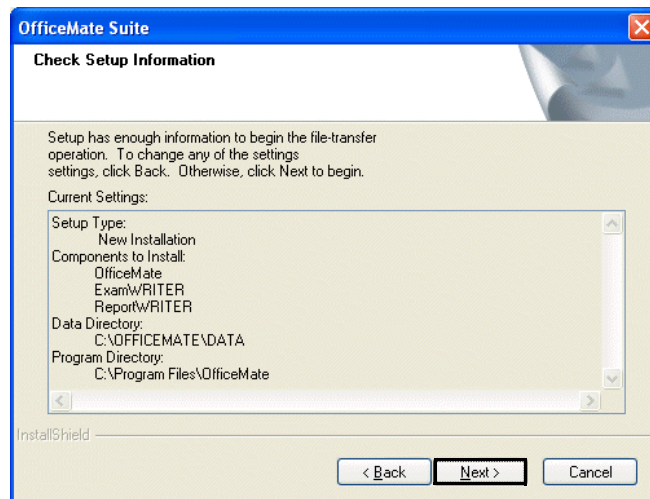 OfficeMate Suite
Check Setup Information
Setup has enough information to begin the file-transfer
operation.  To change any of the settings
settings, click Back.  Otherwise, click Next to begin.
Current Settings:
Setup Type:
New Installation
Components to Install:
OfficeMate
ExamWRITER
ReportWRITER
Data Directory:
C:\OFFICEMATE\DATA
Program Directory:
C:\Program Files\OfficeMate
InstallShield
< Back
Next >
Cancel